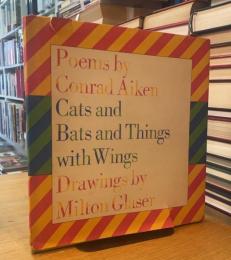 Poems by
Conrad Aiken
Cats and
Bats and Things
with Wings
Drawings by
Milton Glaser